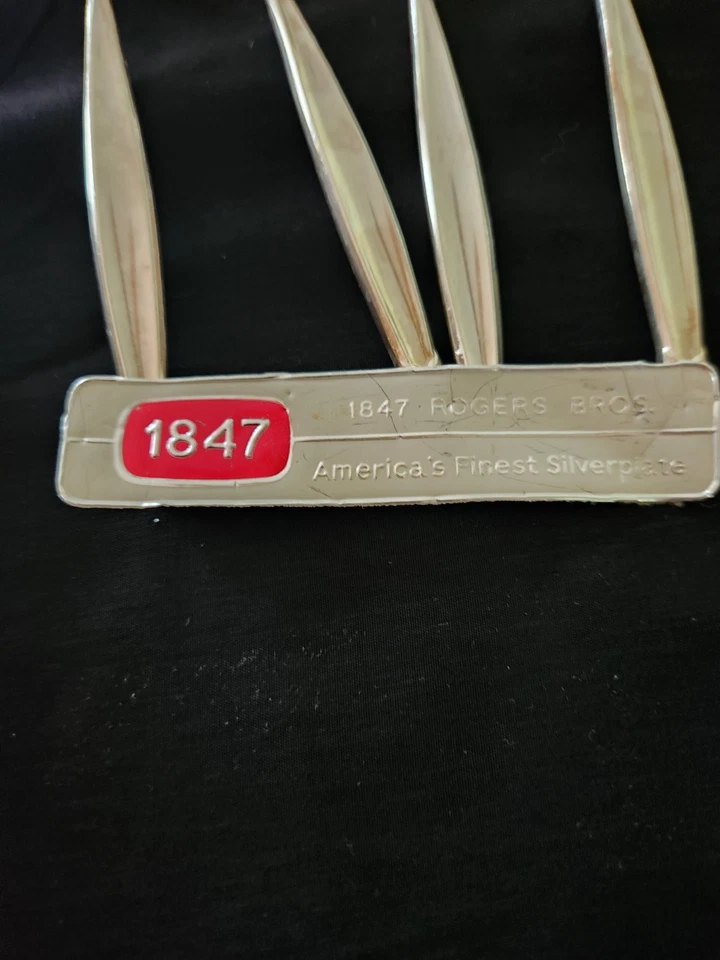 1847
1847 ROGERS BROS.
America's Finest Silverplate